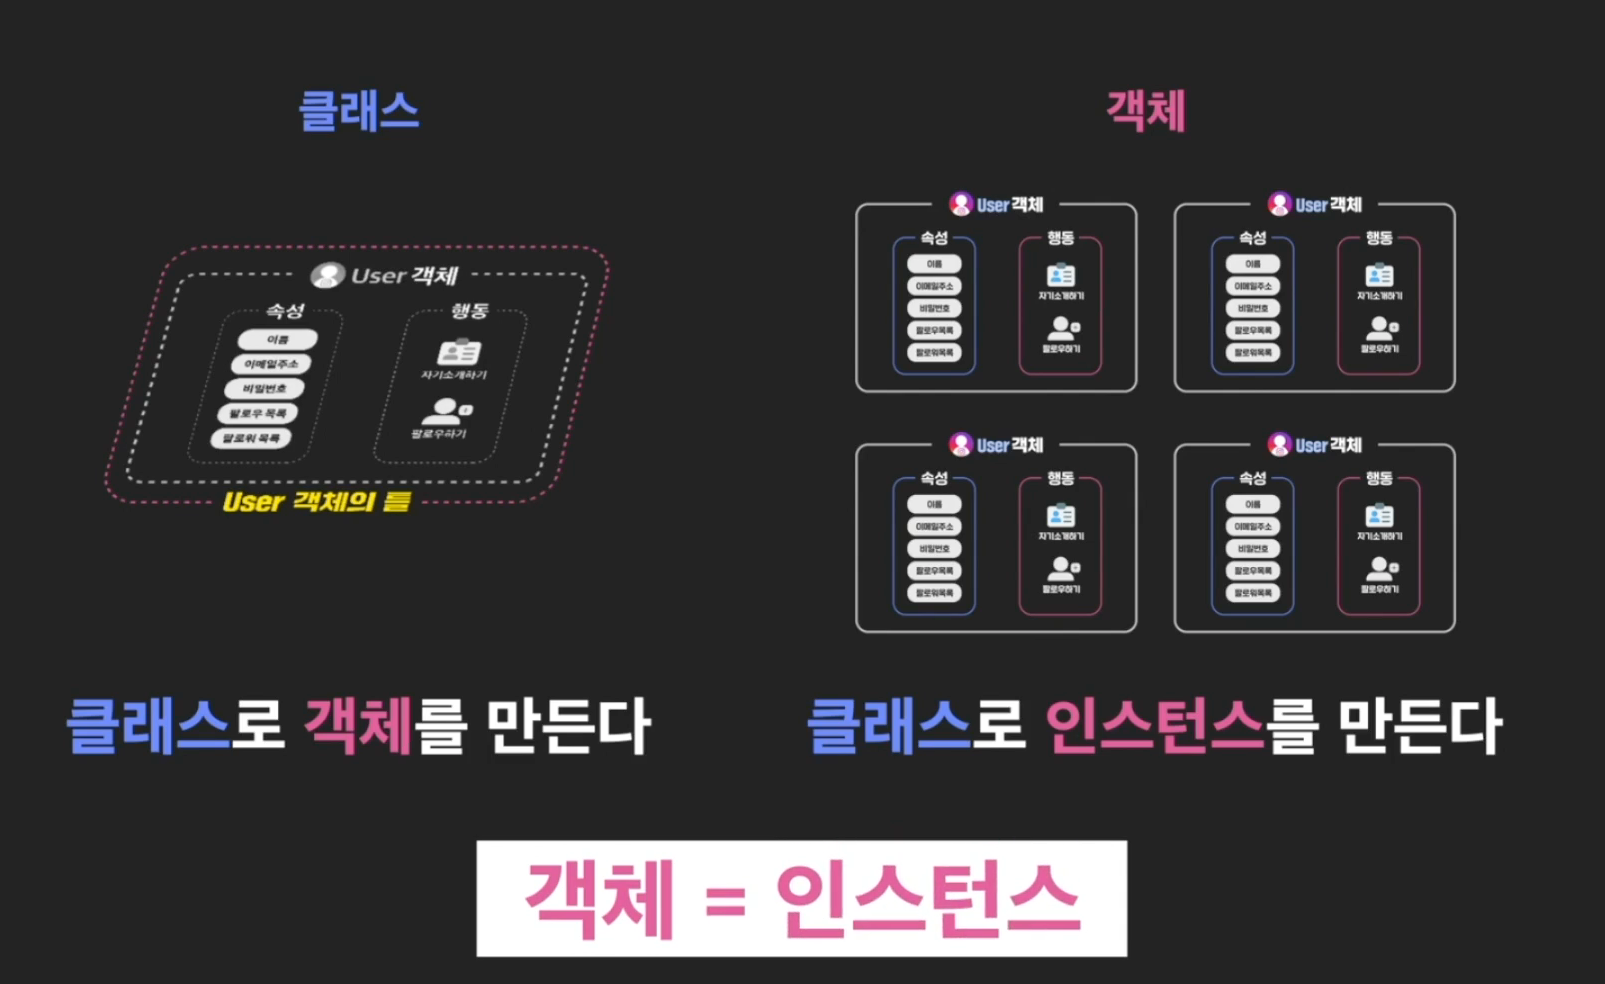 클래스
객체
User 객체
속성
행동
이름
이메일주소
비밀번호
팔로우 목록
팔로워 목록
자기소개하기
팔로우하기
User 객체의 틀
User 객체
속성
행동
이름
이메일주소
비밀번호
팔로우목록
팔로워목록
자기소개하기
팔로우하기
User 객체
속성
행동
이름
이메일주소
비밀번호
팔로우목록
팔로워목록
자기소개하기
팔로우하기
User 객체
속성
행동
이름
이메일주소
비밀번호
팔로우목록
팔로워목록
자기소개하기
팔로우하기
User 객체
속성
행동
이름
이메일주소
비밀번호
팔로우목록
팔로워목록
자기소개하기
팔로우하기
클래스로 객체를 만든다
클래스로 인스턴스를 만든다
객체 = 인스턴스